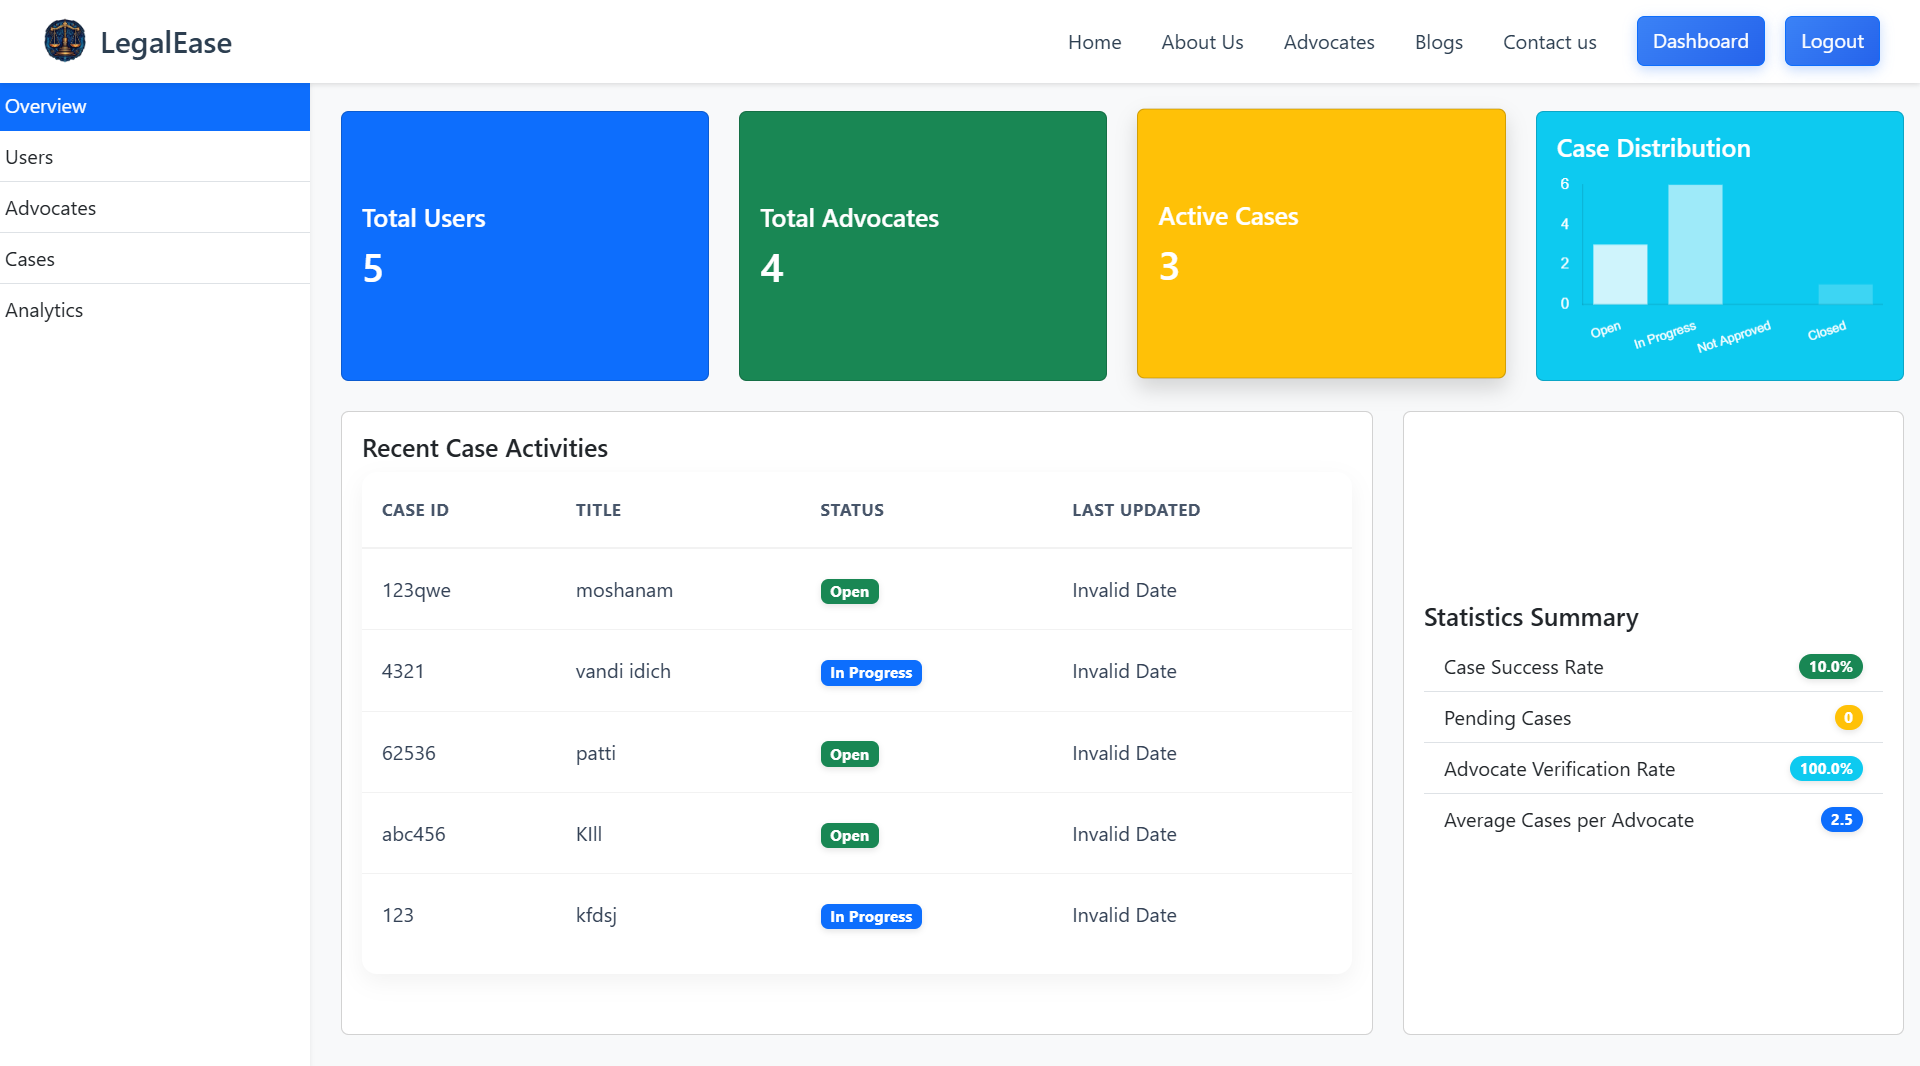 LegalEase
Home About Us Advocates Blogs Contact us Dashboard Logout
Overview
Users
Advocates
Cases
Analytics
Total Users
5
Total Advocates
4
Active Cases
3
Case Distribution
6
4
2
0
Open In Progress Not Approved Closed
Recent Case Activities
CASE ID TITLE STATUS LAST UPDATED
123qwe moshanam Open Invalid Date
4321 vandi idich In Progress Invalid Date
62536 patti Open Invalid Date
abc456 KIll Open Invalid Date
123 kfdsj In Progress Invalid Date
Statistics Summary
Case Success Rate 10.0%
Pending Cases 0
Advocate Verification Rate 100.0%
Average Cases per Advocate 2.5